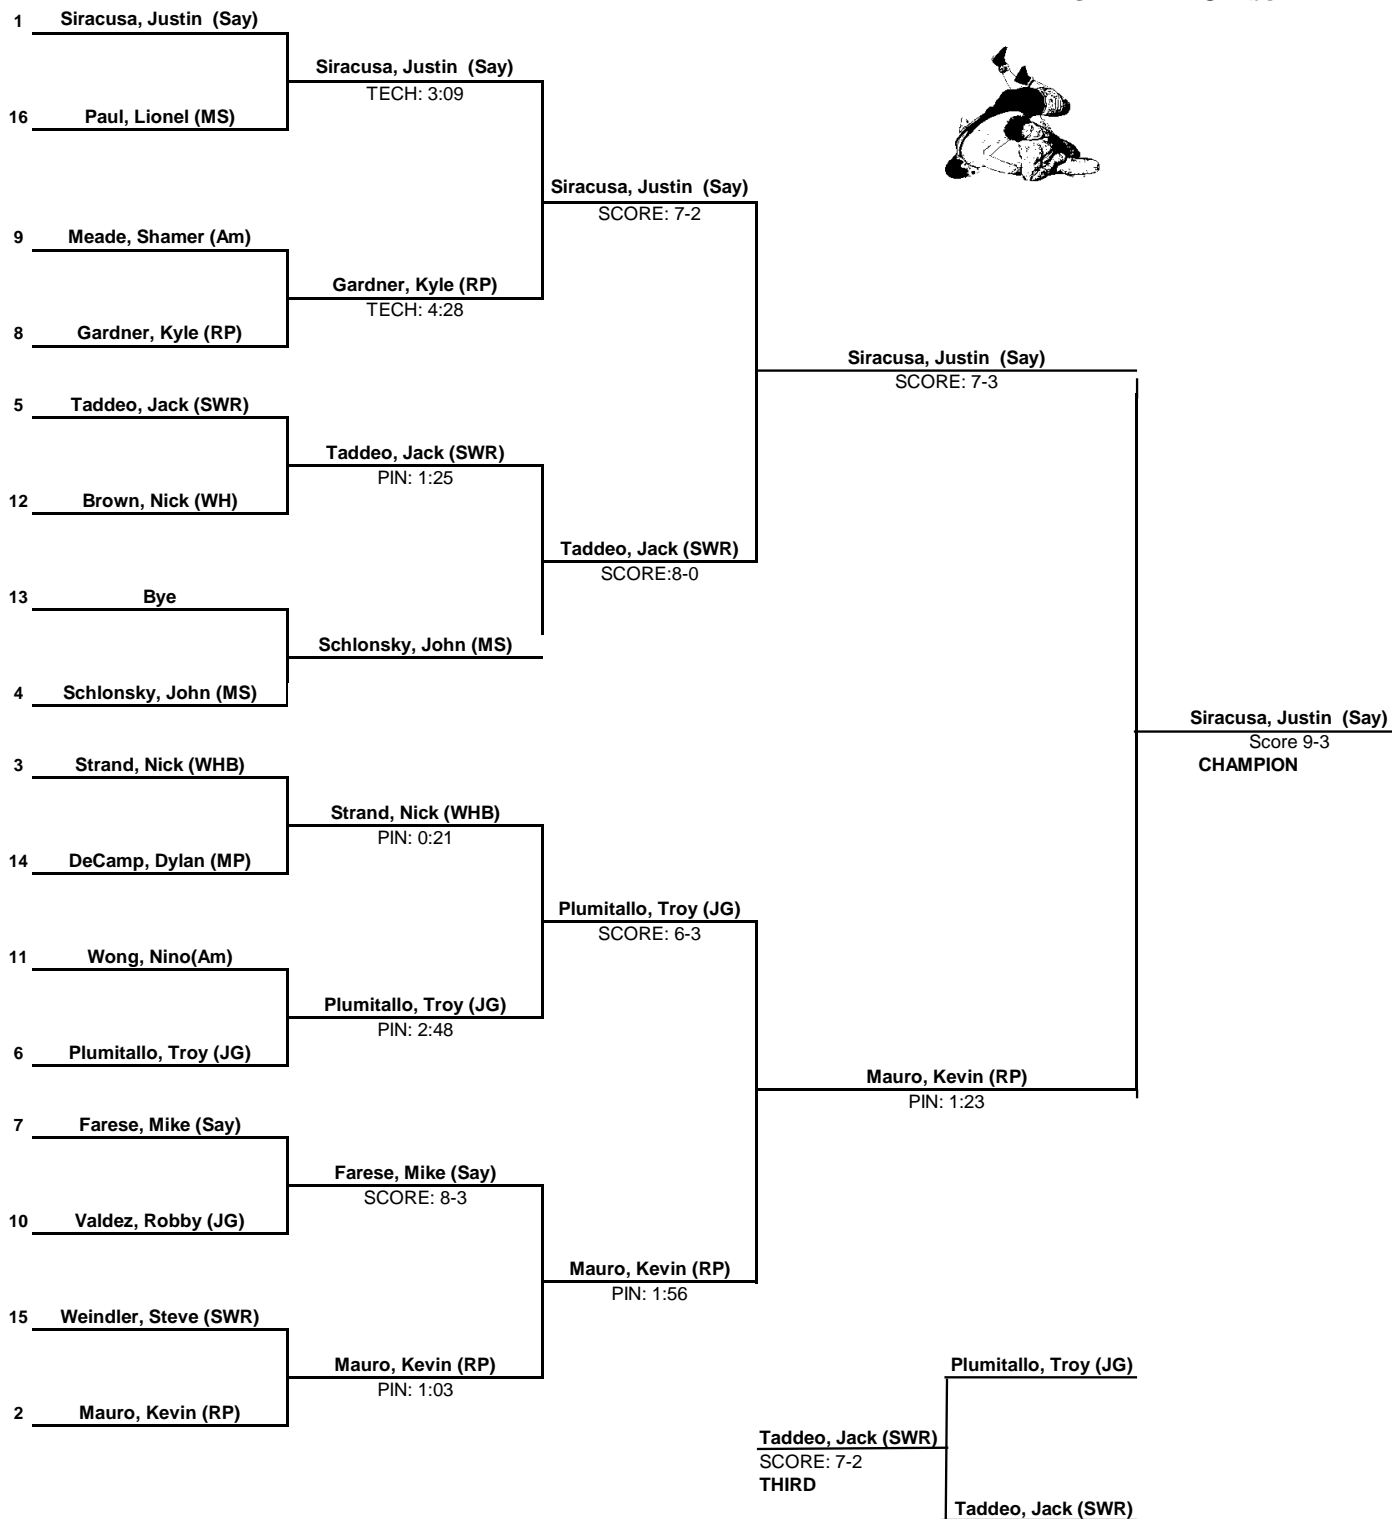 1 Siracusa, Justin (Say)
Siracusa, Justin (Say)
TECH: 3:09
16 Paul, Lionel (MS)
Siracusa, Justin (Say)
SCORE: 7-2
9 Meade, Shamer (Am)
Gardner, Kyle (RP)
TECH: 4:28
8 Gardner, Kyle (RP)
Siracusa, Justin (Say)
SCORE: 7-3
5 Taddeo, Jack (SWR)
Taddeo, Jack (SWR)
PIN: 1:25
12 Brown, Nick (WH)
Taddeo, Jack (SWR)
SCORE:8-0
13 Bye
Schlonsky, John (MS)
4 Schlonsky, John (MS)
Siracusa, Justin (Say)
Score 9-3
CHAMPION
3 Strand, Nick (WHB)
Strand, Nick (WHB)
PIN: 0:21
14 DeCamp, Dylan (MP)
Plumitallo, Troy (JG)
SCORE: 6-3
11 Wong, Nino(Am)
Plumitallo, Troy (JG)
PIN: 2:48
6 Plumitallo, Troy (JG)
Mauro, Kevin (RP)
PIN: 1:23
7 Farese, Mike (Say)
Farese, Mike (Say)
SCORE: 8-3
10 Valdez, Robby (JG)
Mauro, Kevin (RP)
PIN: 1:56
15 Weindler, Steve (SWR)
Mauro, Kevin (RP)
PIN: 1:03
2 Mauro, Kevin (RP)
Plumitallo, Troy (JG)
Taddeo, Jack (SWR)
SCORE: 7-2
THIRD
Taddeo, Jack (SWR)